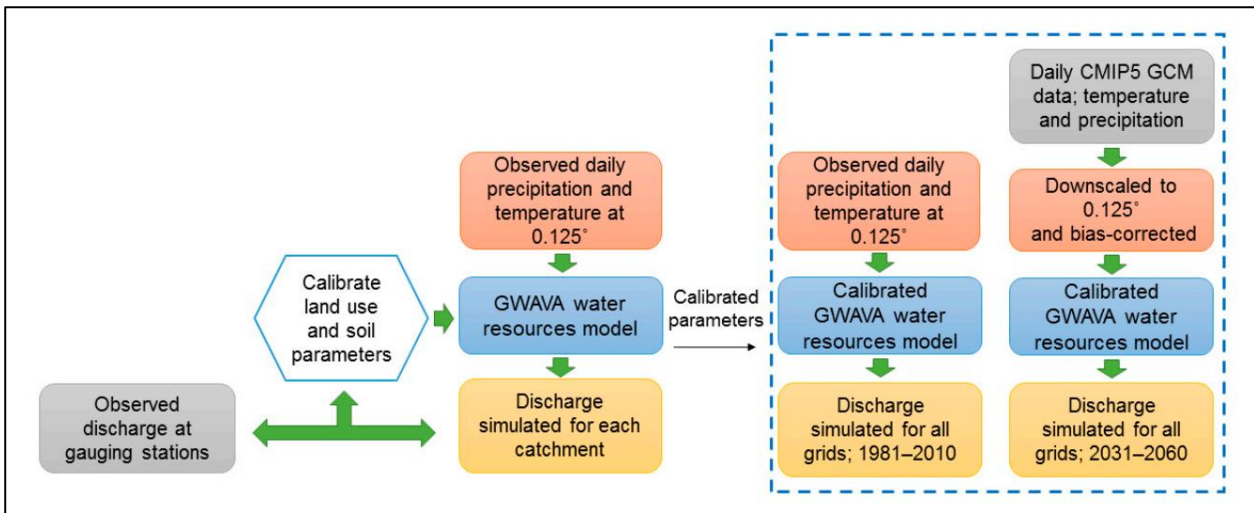 Daily CMIP5 GCM
data; temperature
and precipitation
Observed daily
precipitation and
temperature at
0.125˚
Observed daily
precipitation and
temperature at
0.125˚
Downscaled to
0.125˚
and bias-corrected
Calibrate
land use
and soil
parameters
GWAVA water
resources model
Calibrated
parameters
Calibrated
GWAVA water
resources model
Calibrated
GWAVA water
resources model
Observed
discharge at
gauging stations
Discharge
simulated for each
catchment
Discharge
simulated for all
grids; 1981–2010
Discharge
simulated for all
grids; 2031–2060